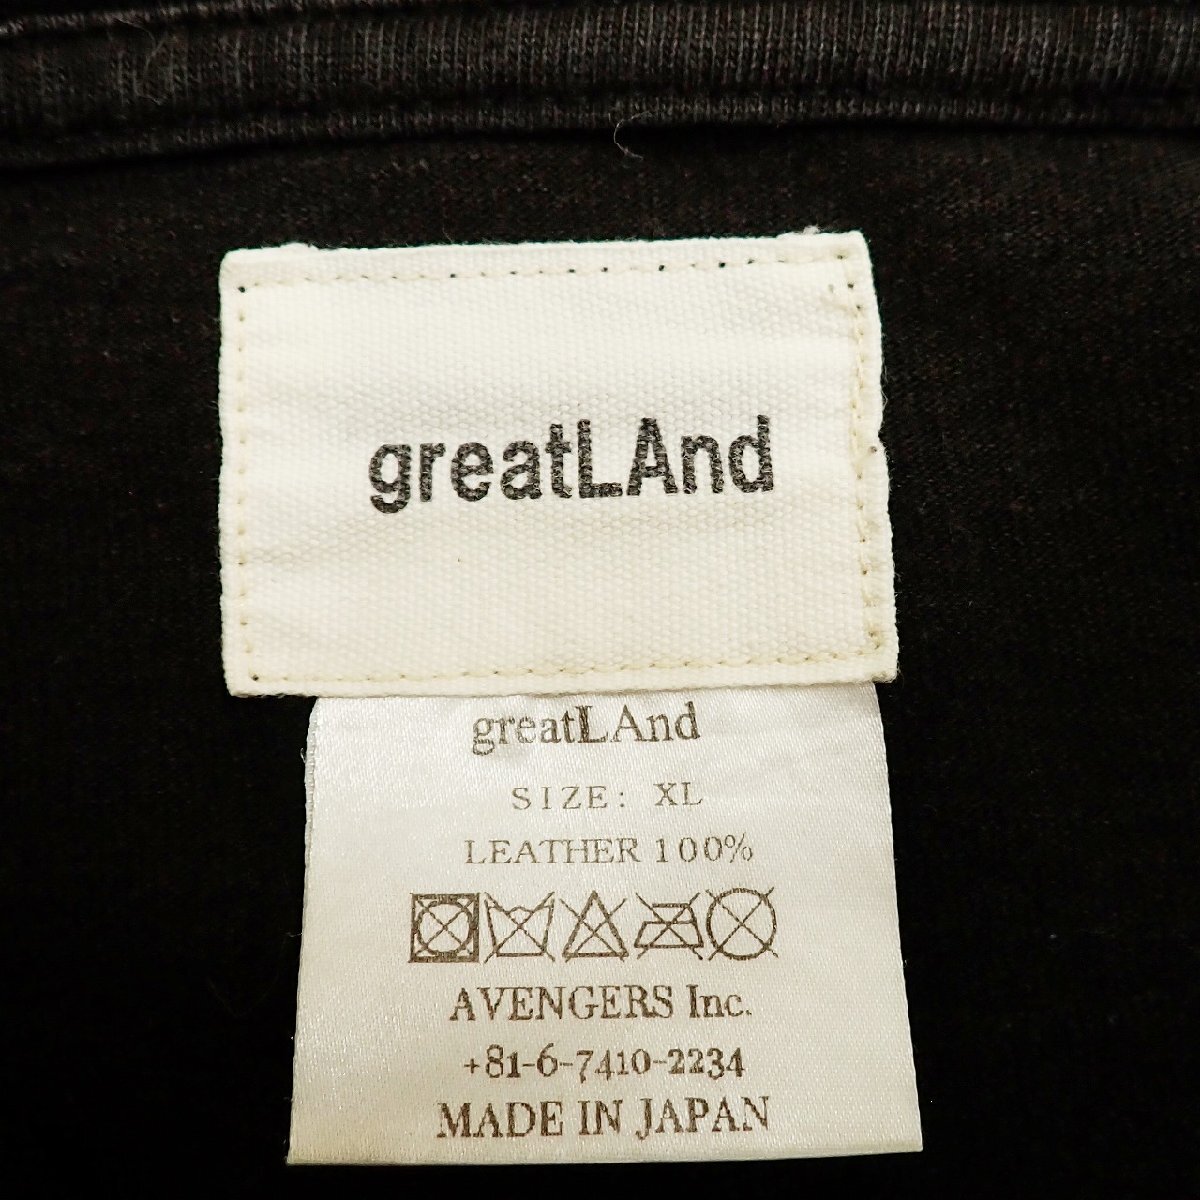 greatLAnd
greatLAnd
SIZE: XL
LEATHER 100%
AVENGERS Inc.
+81-6-7410-2234
MADE IN JAPAN